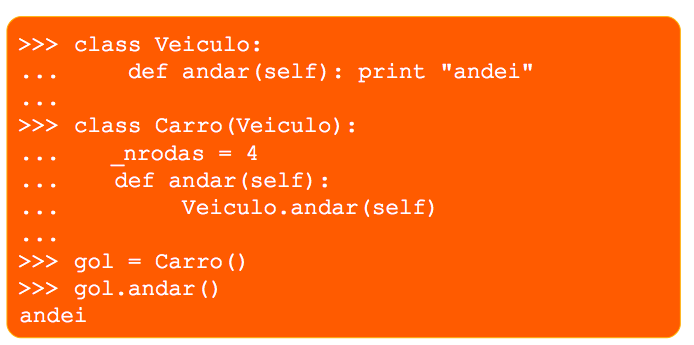 >>> class Veiculo:
...     def andar(self): print "andei"
...
>>> class Carro(Veiculo):
...    _nrodas = 4
...    def andar(self):
...         Veiculo.andar(self)
...
>>> gol = Carro()
>>> gol.andar()
andei